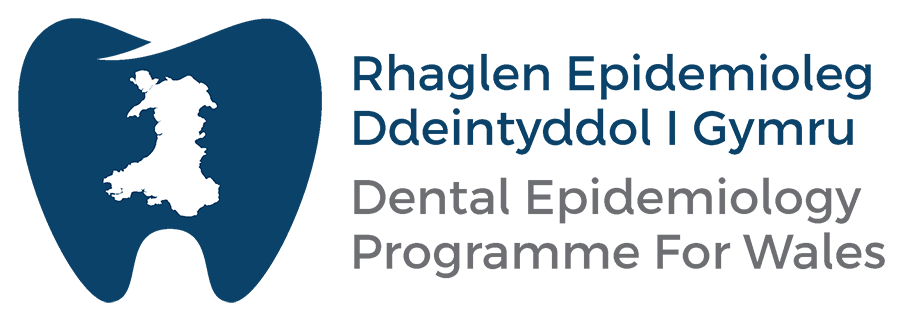 Rhaglen Epidemioleg
Ddeintyddol I Gymru
Dental Epidemiology
Programme For Wales